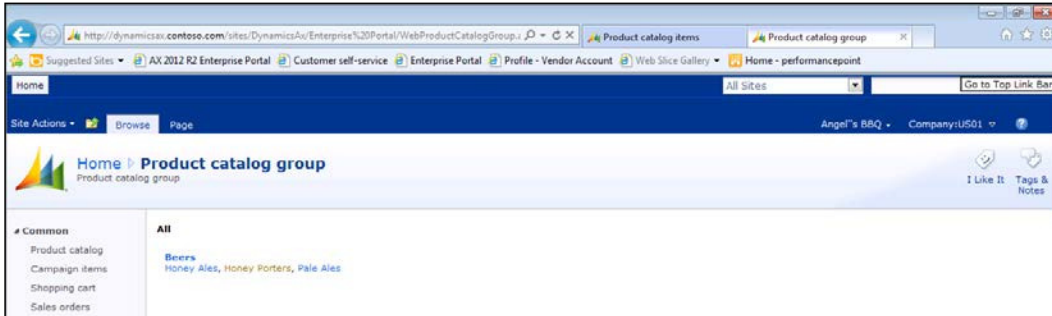 http://dynamicsax.contoso.com/sites/DynamicsAx/Enterprise%20Portal/WebProductCatalogGroup.
Product catalog items
Product catalog group
Suggested Sites
AX 2012 R2 Enterprise Portal
Customer self-service
Enterprise Portal
Profile - Vendor Account
Web Slice Gallery
Home - performancepoint
Home
All Sites
Go to Top Link Bar
Site Actions
Browse
Page
Angel"s BBQ
Company:US01
Home Product catalog group
Product catalog group
I Like It
Tags &
Notes
Common
All
Product catalog
Beers
Honey Ales, Honey Porters, Pale Ales
Campaign items
Shopping cart
Sales orders